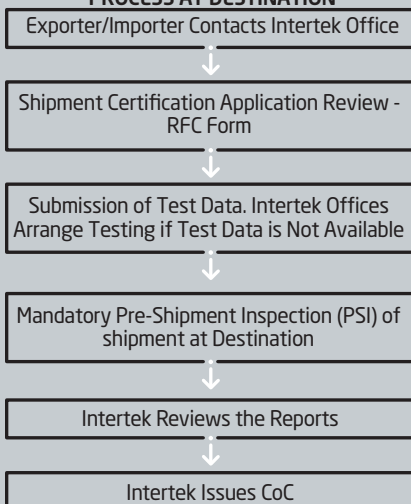 PROCESS AT DESTINATION
Exporter/Importer Contacts Intertek Office
Shipment Certification Application Review -
RFC Form
Submission of Test Data. Intertek Offices
Arrange Testing if Test Data is Not Available
Mandatory Pre-Shipment Inspection (PSI) of
shipment at Destination
Intertek Reviews the Reports
Intertek Issues CoC